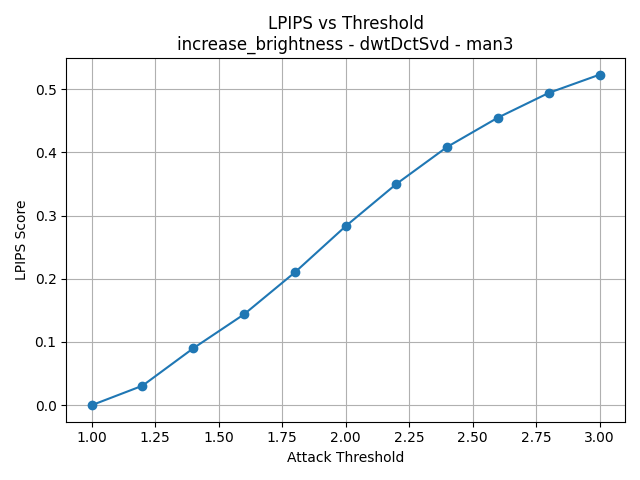 LPIPS vs Threshold
increase_brightness - dwtDctSvd - man3
LPIPS Score
0.5
0.4
0.3
0.2
0.1
0.0
1.00 1.25 1.50 1.75 2.00 2.25 2.50 2.75 3.00
Attack Threshold